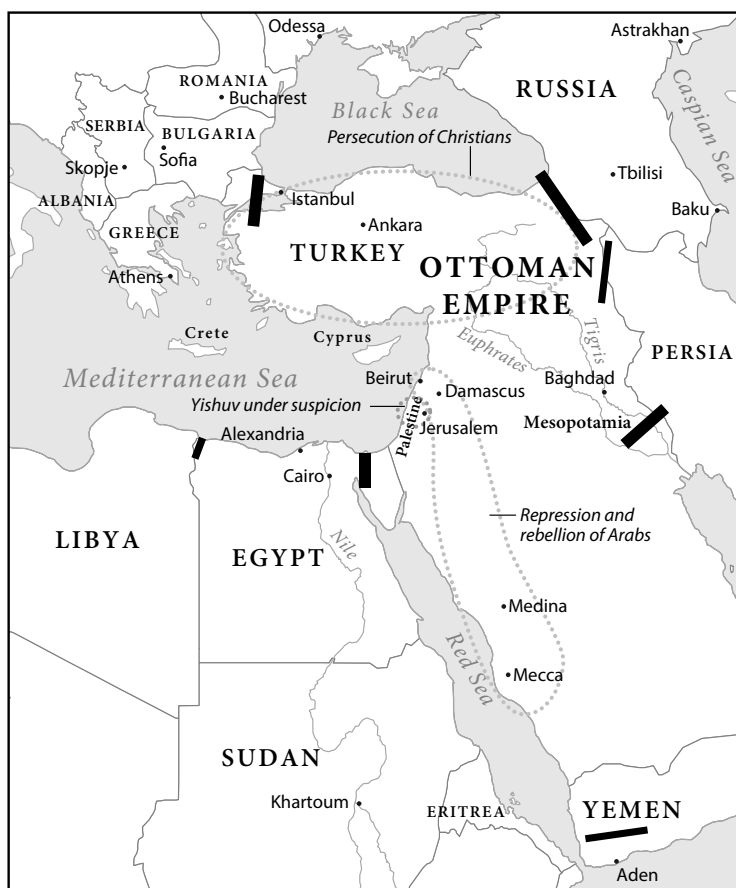 Odessa
Astrakhan
ROMANIA
Bucharest
RUSSIA
Caspian Sea
Black Sea
SERBIA
BULGARIA
Persecution of Christians
Sofia
Skopje
Tbilisi
ALBANIA
Istanbul
Baku
GREECE
Ankara
TURKEY
OTTOMAN
EMPIRE
Athens
Crete
Cyprus
Euphrates
Tigris
PERSIA
Mediterranean Sea
Beirut
Baghdad
Damascus
Yishuv under suspicion
Palestine
Mesopotamia
Jerusalem
Alexandria
Cairo
Repression and
rebellion of Arabs
LIBYA
EGYPT
Nile
Medina
Red Sea
Mecca
SUDAN
Khartoum
ERITREA
YEMEN
Aden